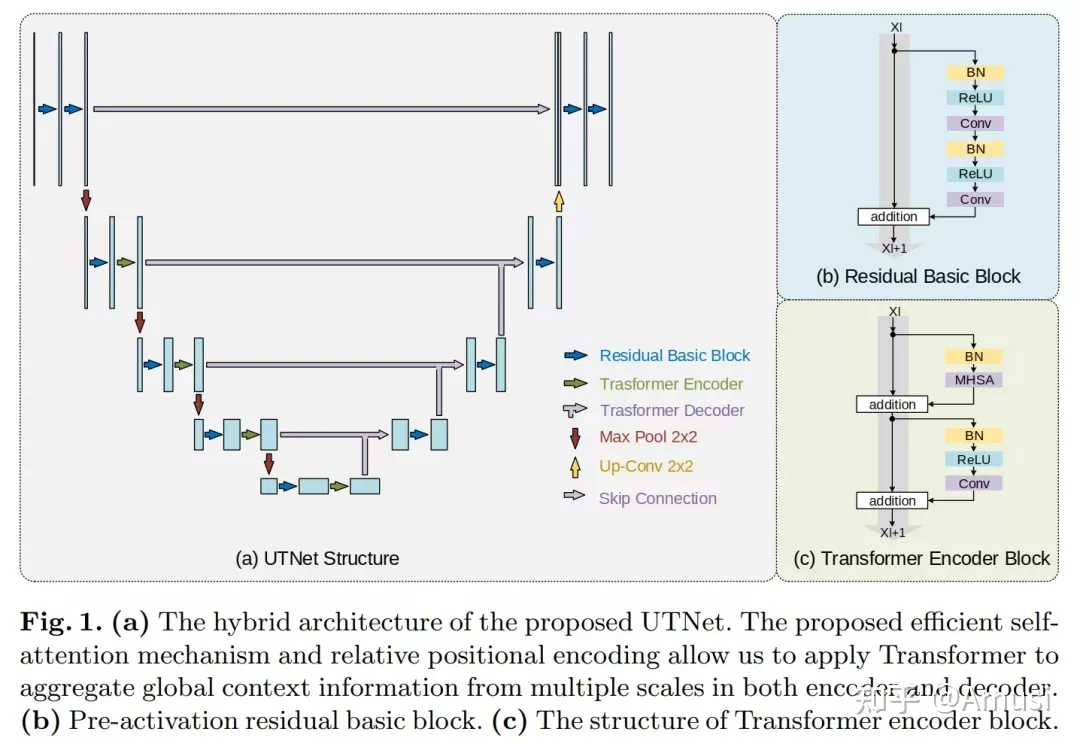 Xl
BN
ReLU
Conv
BN
ReLU
Conv
addition
Xl+1
(b) Residual Basic Block
Xl
BN
MHSA
addition
BN
ReLU
Conv
addition
Xl+1
(c) Transformer Encoder Block
Residual Basic Block
Trasformer Encoder
Trasformer Decoder
Max Pool 2x2
Up-Conv 2x2
Skip Connection
(a) UTNet Structure
Fig. 1. (a) The hybrid architecture of the proposed UTNet. The proposed efficient self-
attention mechanism and relative positional encoding allow us to apply Transformer to
aggregate global context information from multiple scales in both encoder and decoder.
(b) Pre-activation residual basic block. (c) The structure of Transformer encoder block.
知乎 @Amusi